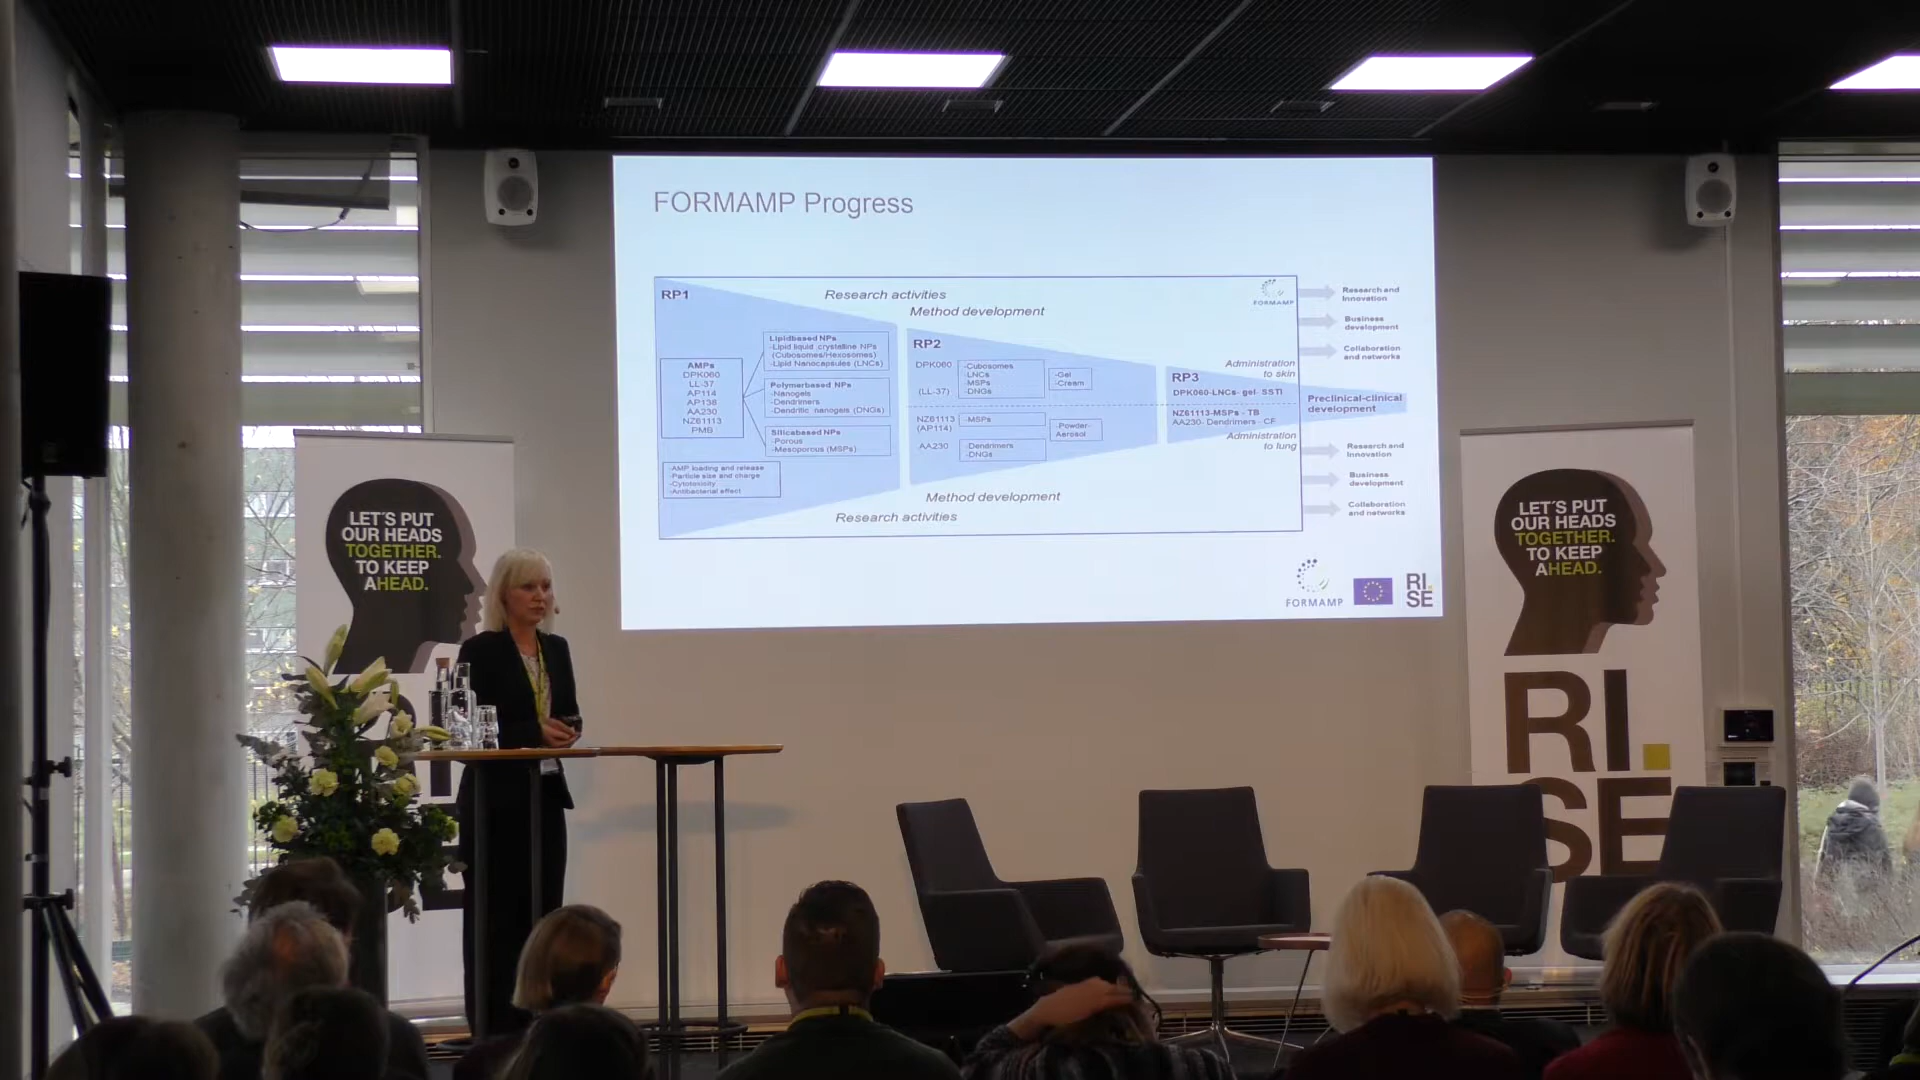 FORMAMP Progress
RP1
Research activities
Method development
FORMAMP
AMPs
DPK060
LL-37
AP114
AP138
AA230
NZ61113
PMB
Lipidbased NPs
-Lipid liquid crystalline NPs
(Cubosomes/Hexosomes)
-Lipid Nanocapsules (LNCs)
Polymerbased NPs
-Nanogels
-Dendrimers
-Dendritic nanogels (DNGs)
Silicabased NPs
-Porous
-Mesoporous (MSPs)
-AMP loading and release
-Particle size and charge
-Cytotoxicity
-Antibacterial effect
RP2
DPK060
(LL-37)
-Cubosomes
-LNCs
-MSPs
-DNGs
-Gel
-Cream
NZ61113
(AP114)
-MSPs
-Powder-
Aerosol
AA230
-Dendrimers
-DNGs
Administration
to skin
RP3
DPK060-LNCs- gel- SSTI
NZ61113-MSPs - TB
AA230- Dendrimers - CF
Administration
to lung
Method development
Research activities
Research and
Innovation
Business
development
Collaboration
and networks
Preclinical-clinical
development
Research and
Innovation
Business
development
Collaboration
and networks
FORMAMP
RI.
SE
LET'S PUT
OUR HEADS
TOGETHER.
TO KEEP
AHEAD.
LET'S PUT
OUR HEADS
TOGETHER.
TO KEEP
AHEAD.
RI.
SE